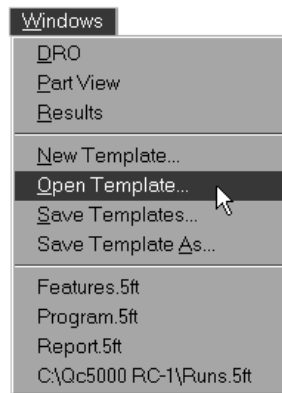 Windows
DRO
Part View
Results
New Template...
Open Template...
Save Templates...
Save Template As...
Features.5ft
Program.5ft
Report.5ft
C:\Qc5000 RC-1\Runs.5ft